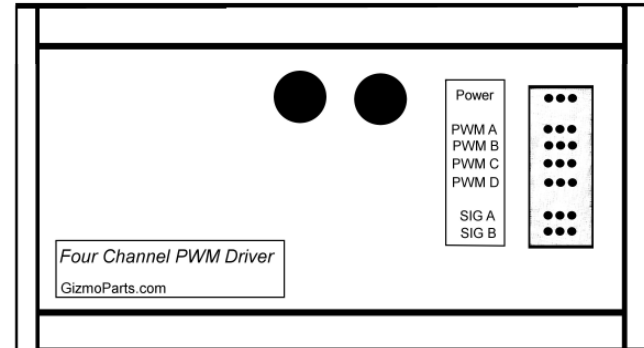 Power
PWM A
PWM B
PWM C
PWM D
SIG A
SIG B
Four Channel PWM Driver
GizmoParts.com